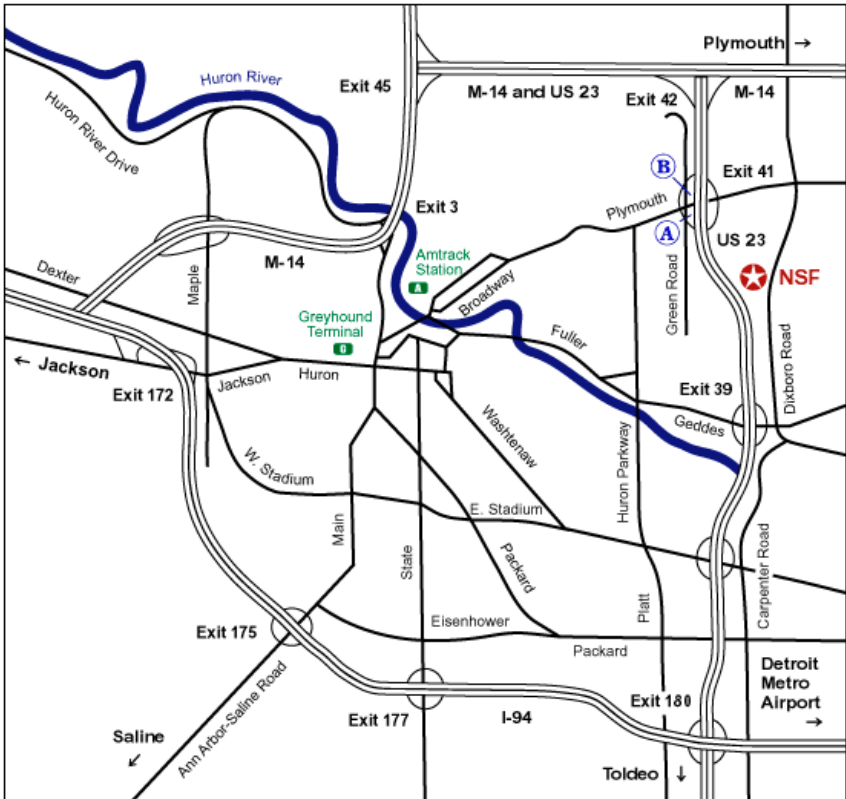 Plymouth →
Huron River
Exit 45
M-14 and US 23
Exit 42
M-14
Huron River Drive
B
Exit 41
Plymouth
Exit 3
A
US 23
Amtrack
Station
A
M-14
Dexter
Maple
Broadway
Green Road
NSF
Greyhound
Terminal
G
Fuller
Dixboro Road
← Jackson
Exit 172
Jackson
Huron
Exit 39
Geddes
Washtenaw
W. Stadium
E. Stadium
Huron Parkway
Main
State
Packard
Carpenter Road
Platt
Exit 175
Eisenhower
Packard
Ann Arbor-Saline Road
Detroit
Metro
Airport
→
Exit 180
Exit 177
I-94
Saline
↙
Toldeo ↓